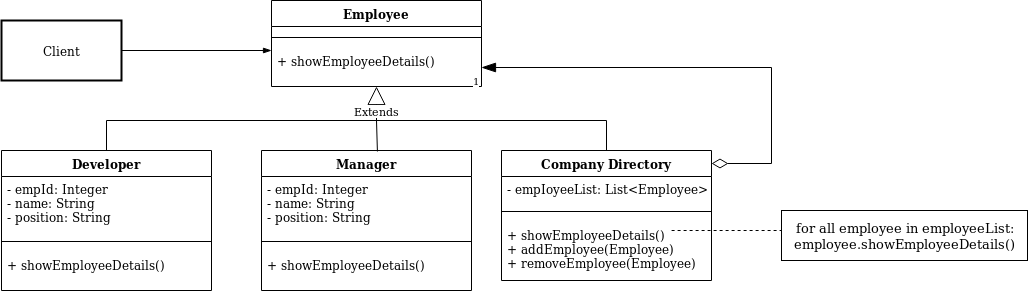 Employee
Client
+ showEmployeeDetails()
1
Extends
Developer
- empId: Integer
- name: String
- position: String
+ showEmployeeDetails()
Manager
- empId: Integer
- name: String
- position: String
+ showEmployeeDetails()
Company Directory
- empIoyeeList: List<Employee>
+ showEmployeeDetails()
+ addEmployee(Employee)
+ removeEmployee(Employee)
for all employee in employeeList:
employee.showEmployeeDetails()